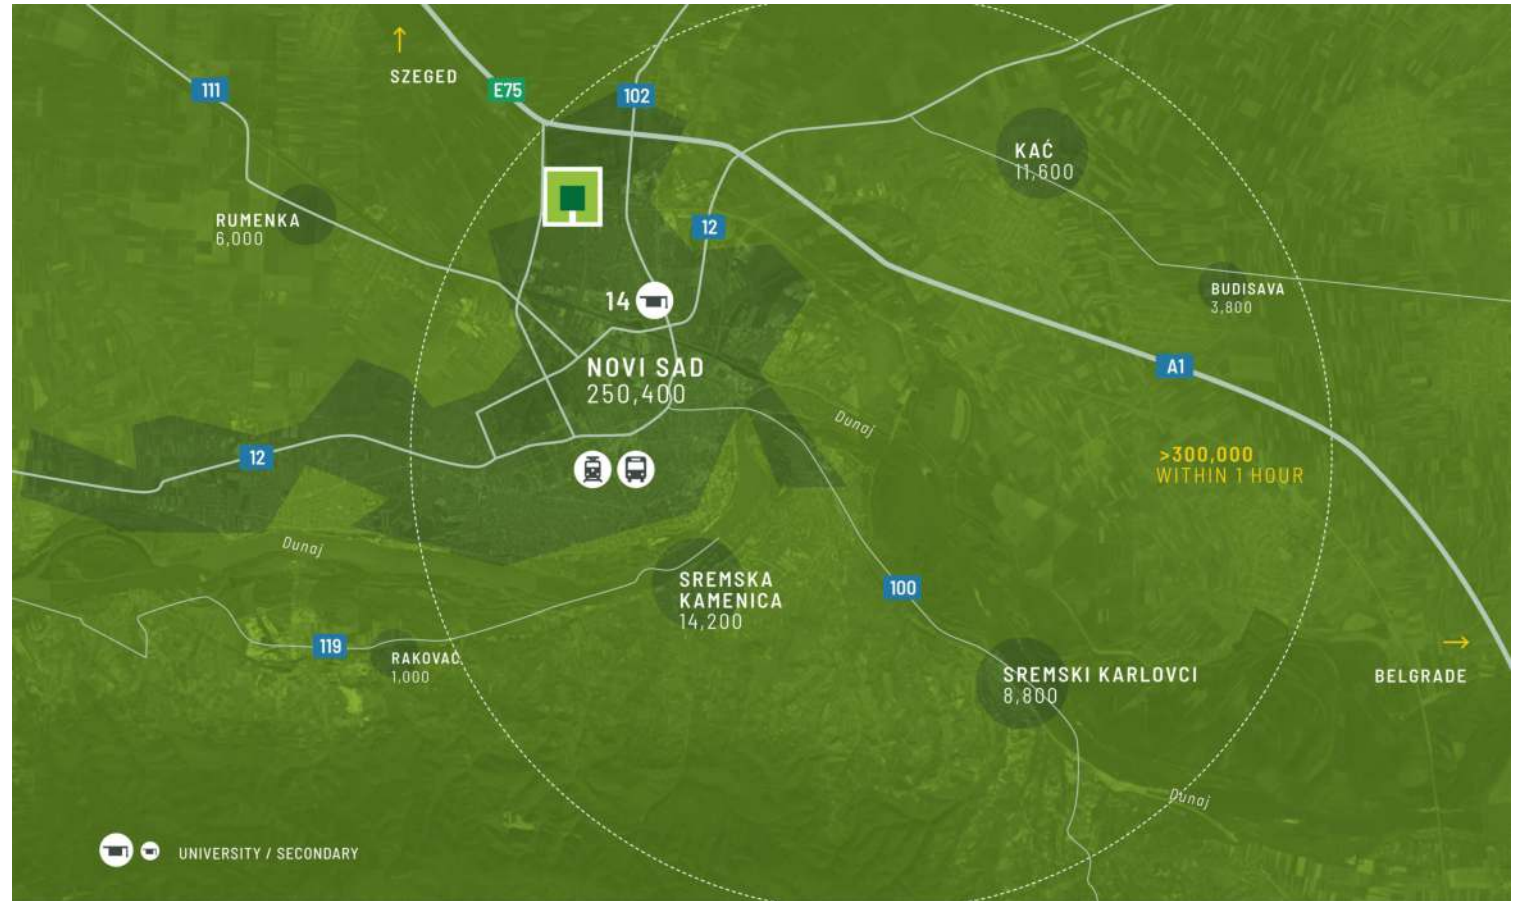 SZEGED
111
E75
102
KAĆ
11,600
RUMENKA
6,000
12
BUDISAVA
3,800
14
NOVI SAD
250,400
A1
Dunaj
12
>300,000
WITHIN 1 HOUR
Dunaj
SREMSKA
KAMENICA
14,200
100
119
RAKOVAC
1,000
SREMSKI KARLOVCI
8,800
BELGRADE
Dunaj
UNIVERSITY / SECONDARY